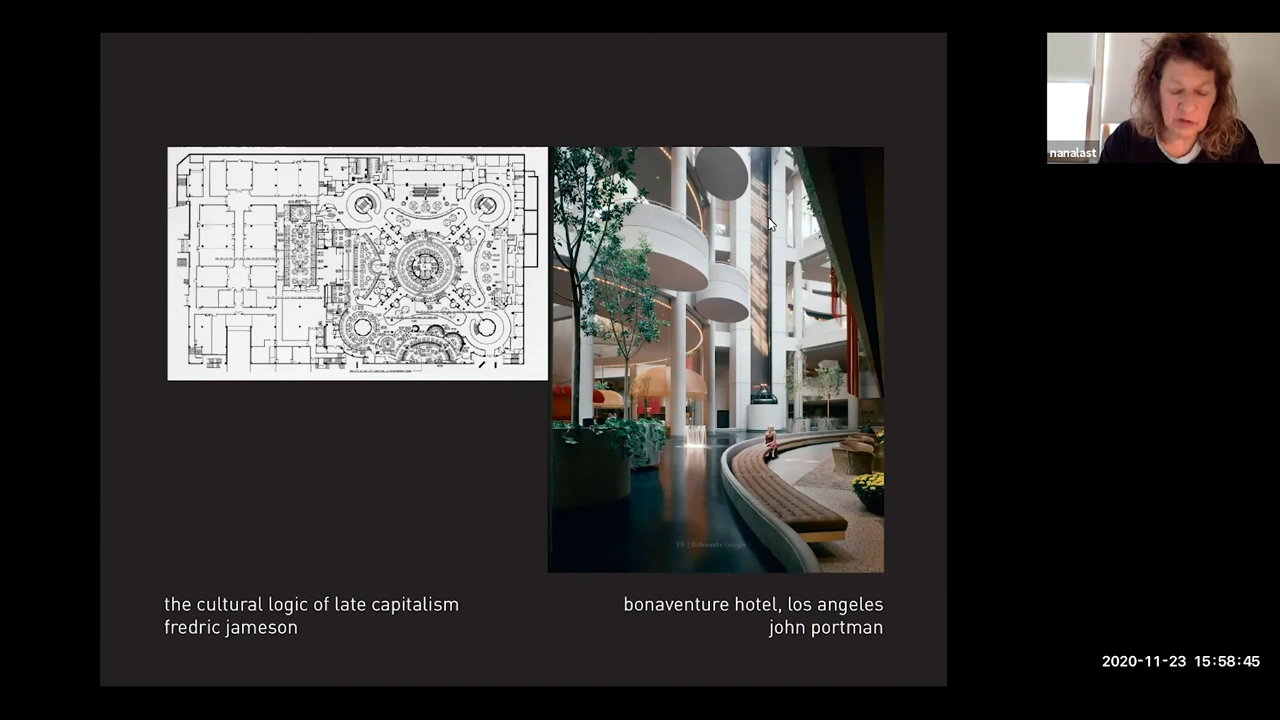 nanalast
the cultural logic of late capitalism
fredric jameson
bonaventure hotel, los angeles
john portman
2020-11-23 15:58:45